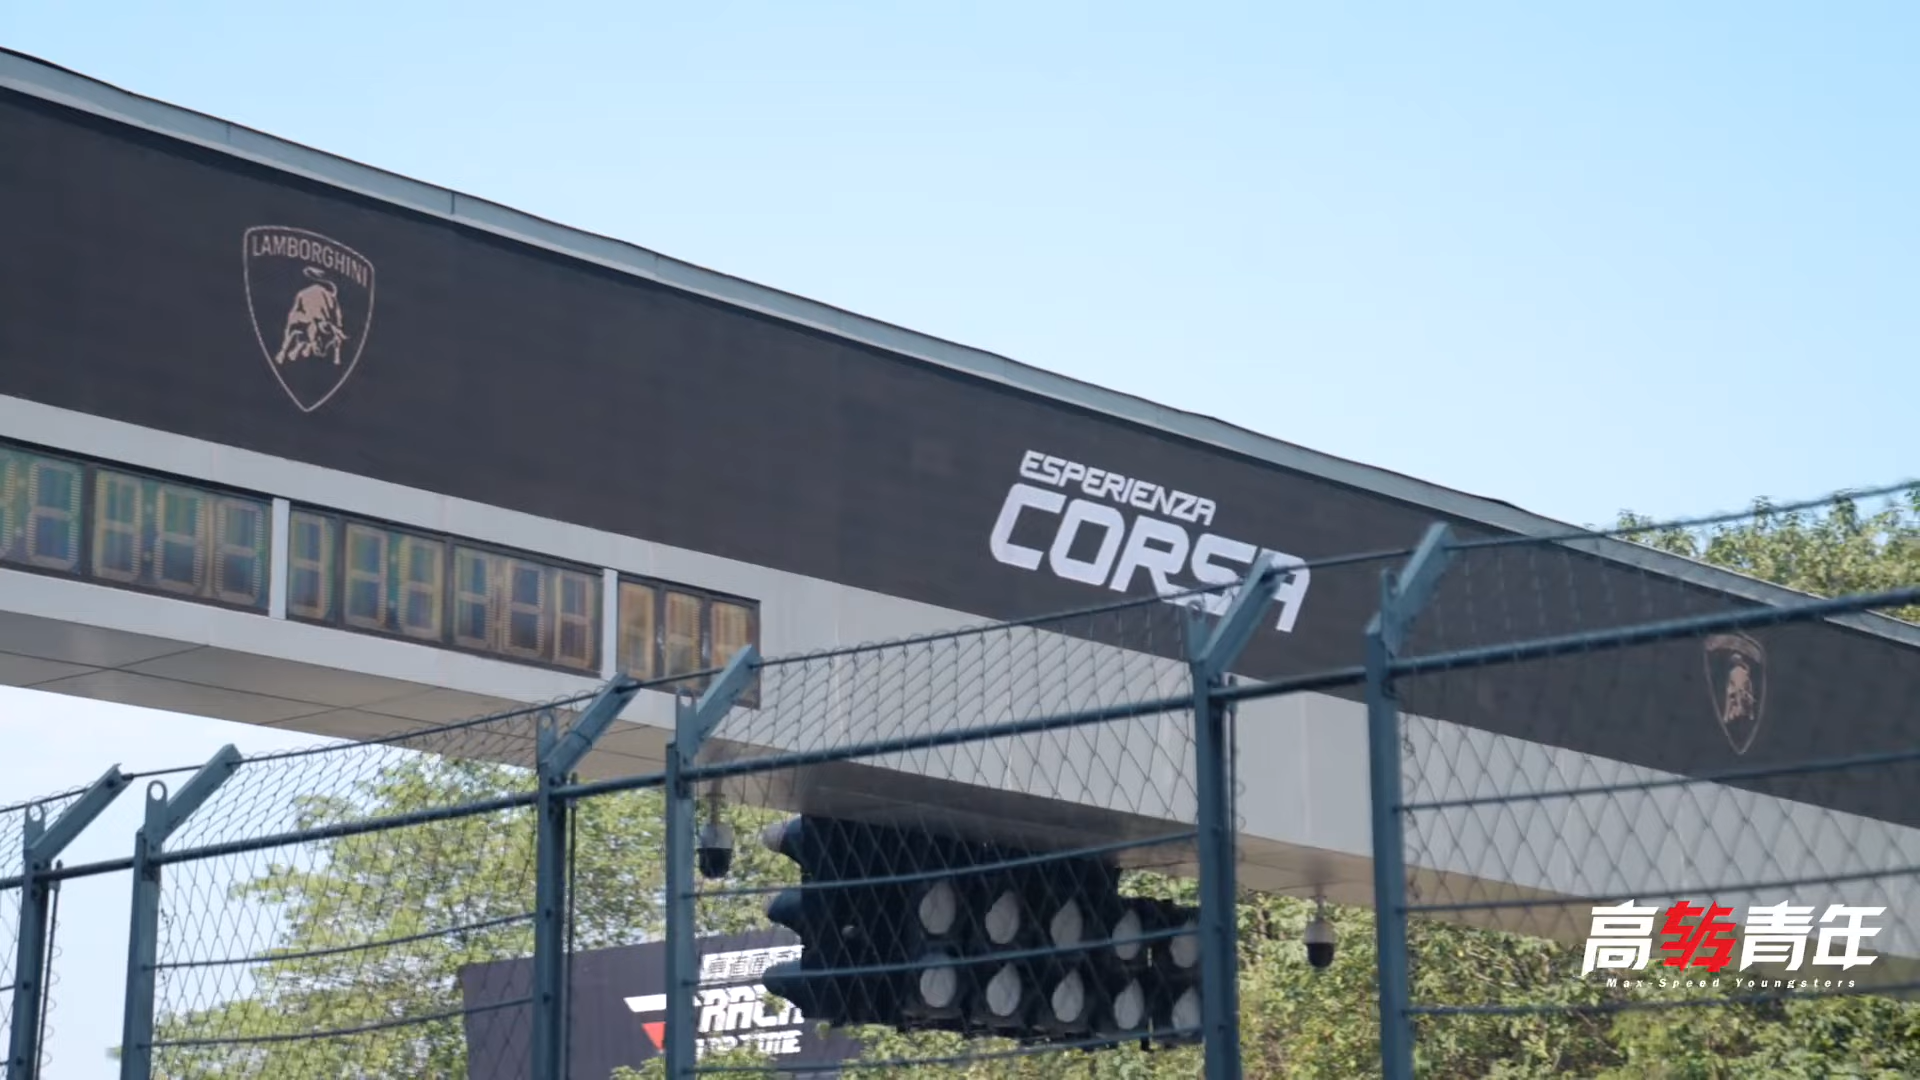 LAMBORGHINI
ESPERIENZA
CORSA
高转青年
Max-Speed Youngsters